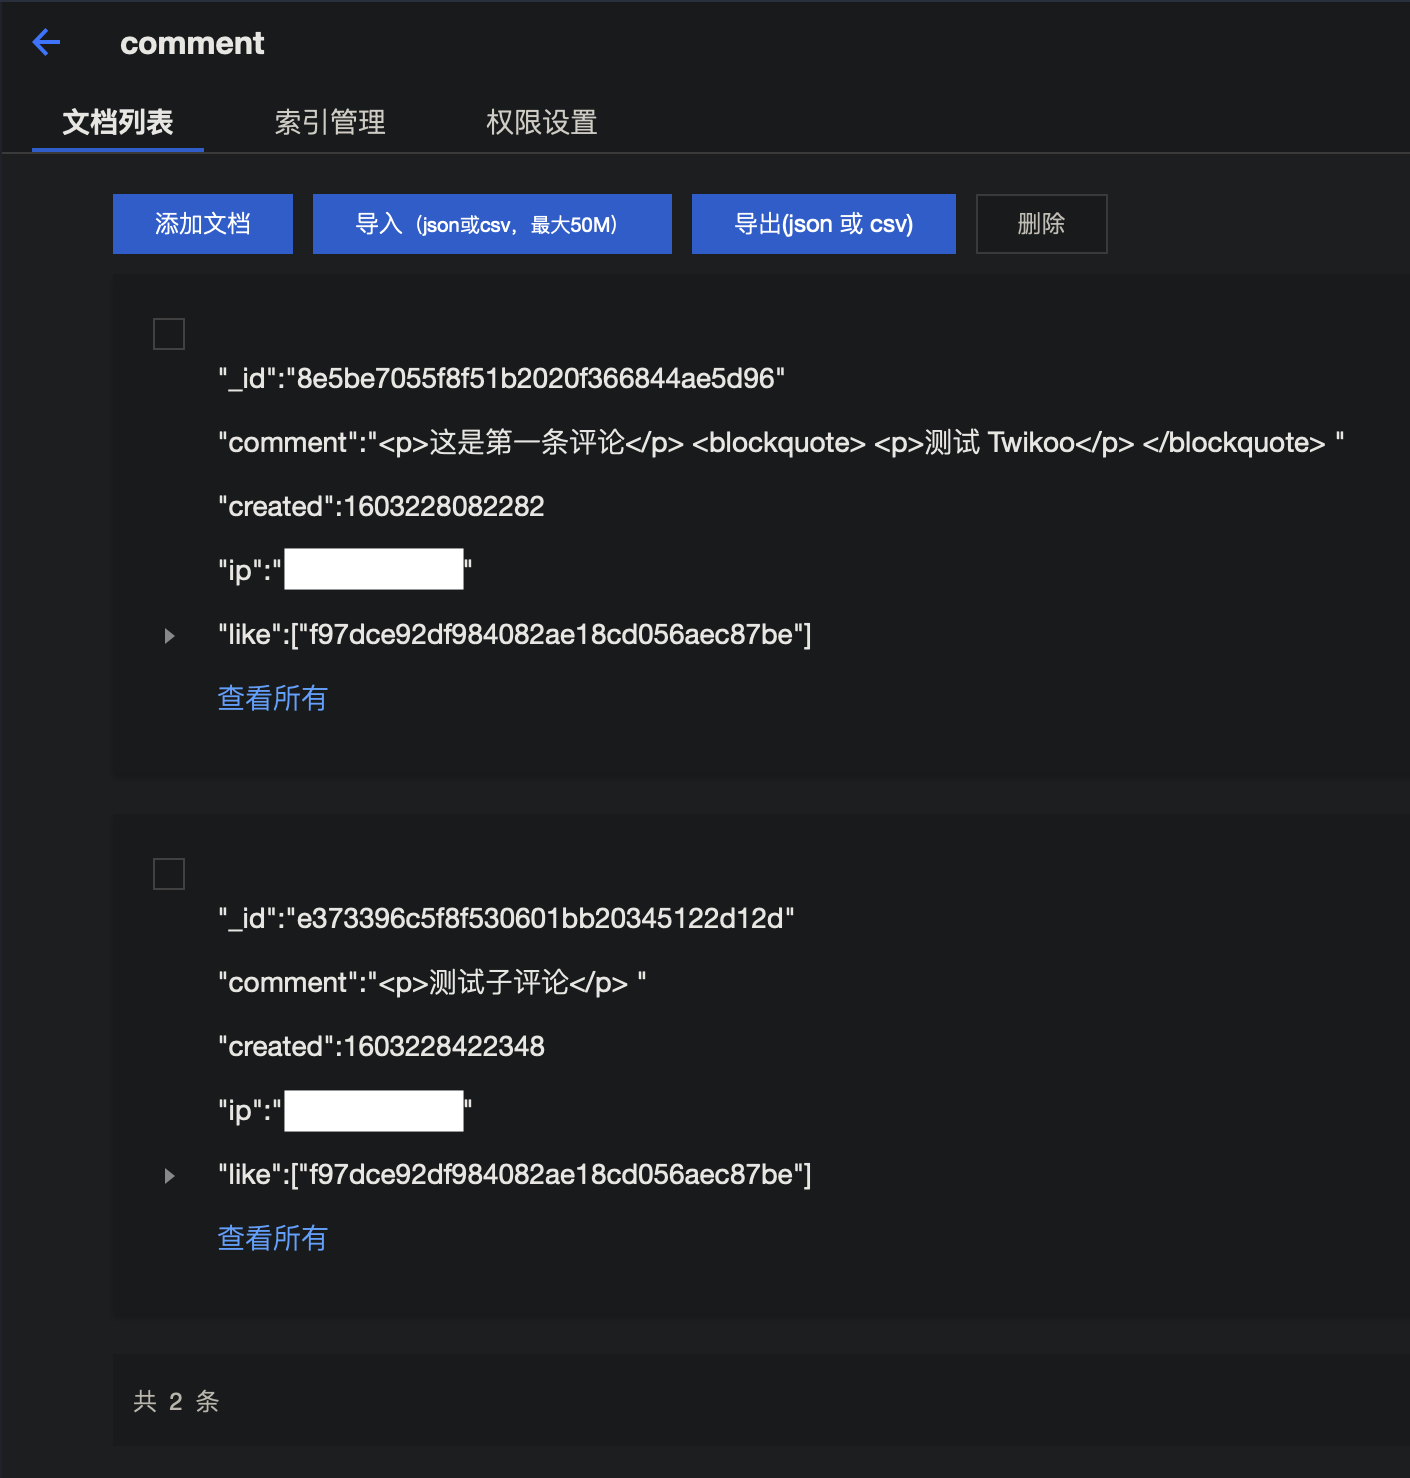 comment
文档列表 索引管理 权限设置
添加文档 导入（json或csv，最大50M） 导出(json 或 csv) 删除
"_id":"8e5be7055f8f51b2020f366844ae5d96"
"comment":"<p>这是第一条评论</p> <blockquote> <p>测试 Twikoo</p> </blockquote> "
"created":1603228082282
"ip":" "
"like":["f97dce92df984082ae18cd056aec87be"]
查看所有
"_id":"e373396c5f8f530601bb20345122d12d"
"comment":"<p>测试子评论</p> "
"created":1603228422348
"ip":" "
"like":["f97dce92df984082ae18cd056aec87be"]
查看所有
共 2 条